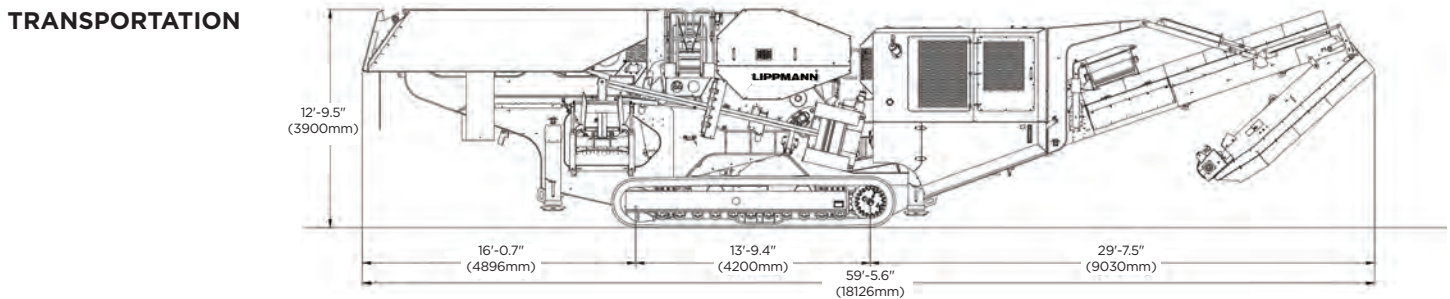 TRANSPORTATION
LIPPMANN
12'-9.5"
(3900mm)
16'-0.7"
(4896mm)
13'-9.4"
(4200mm)
29'-7.5"
(9030mm)
59'-5.6"
(18126mm)